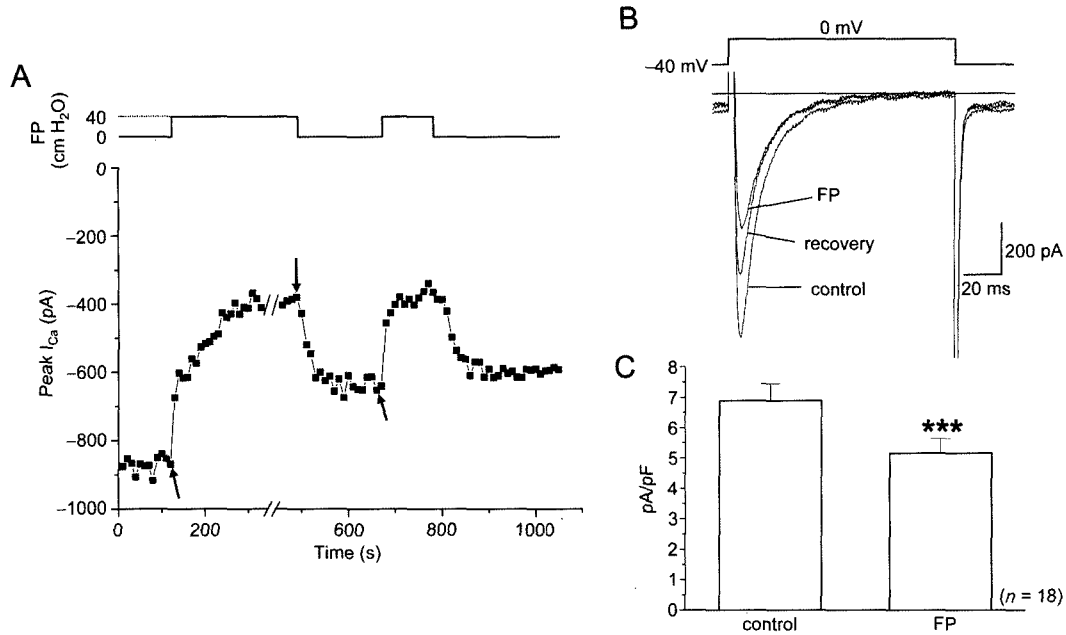 A
FP
(cm H2O)
40
0
0
−200
−400
−600
−800
−1000
Peak ICa (pA)
0
200
600
800
1000
Time (s)
B
0 mV
−40 mV
FP
recovery
control
200 pA
20 ms
C
8
7
6
5
4
3
2
1
0
pA/pF
***
control
FP
(n = 18)